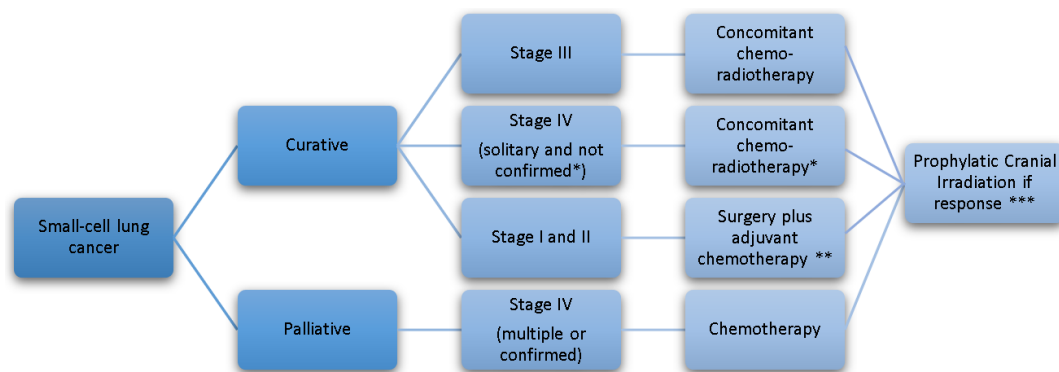 Small-cell lung
cancer
Curative
Palliative
Stage III
Stage IV
(solitary and not
confirmed*)
Stage I and II
Stage IV
(multiple or
confirmed)
Concomitant
chemo-
radiotherapy
Concomitant
chemo-
radiotherapy*
Surgery plus
adjuvant
chemotherapy **
Chemotherapy
Prophylatic Cranial
Irradiation if
response ***